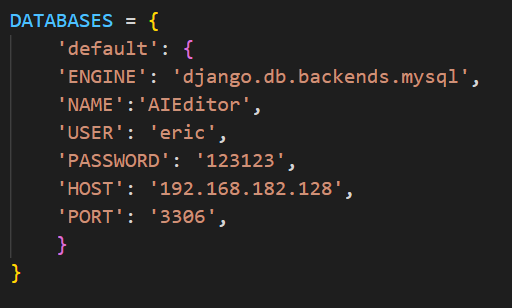 DATABASES = {
    'default': {
    'ENGINE': 'django.db.backends.mysql',
    'NAME':'AIEditor',
    'USER': 'eric',
    'PASSWORD': '123123',
    'HOST': '192.168.182.128',
    'PORT': '3306',
    }
}